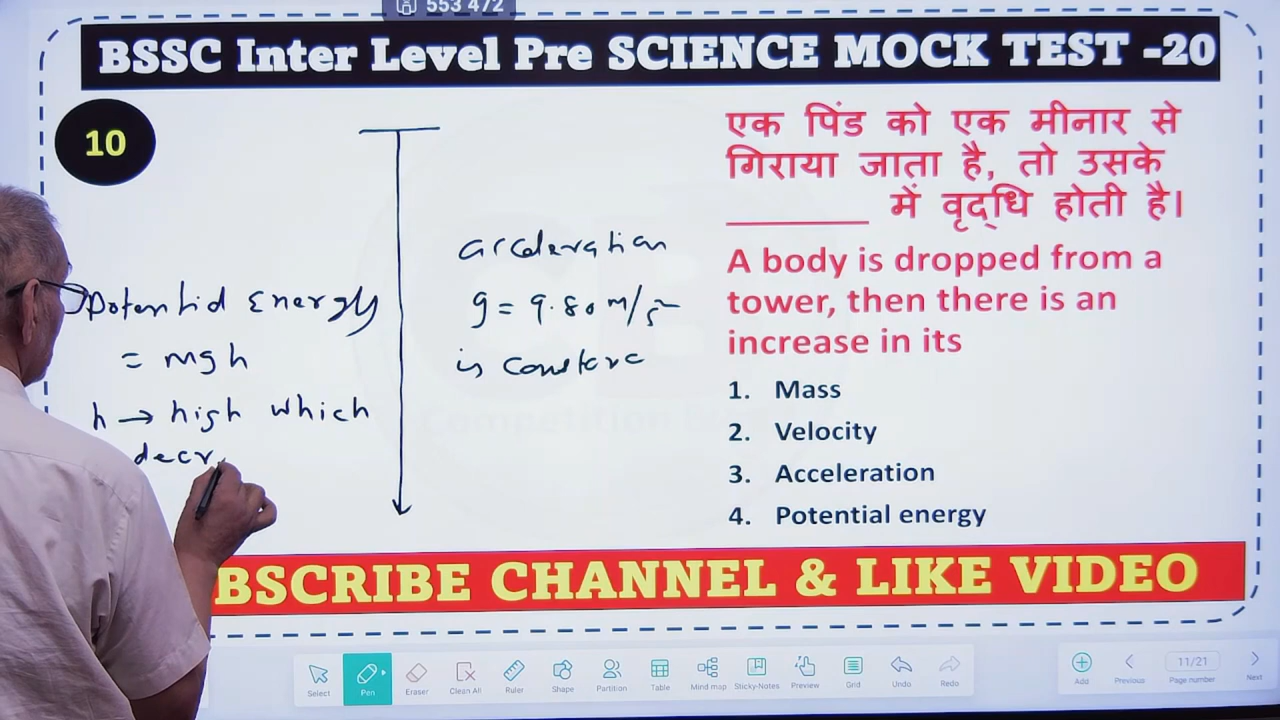 553 472
BSSC Inter Level Pre SCIENCE MOCK TEST -20
10
एक पिंड को एक मीनार से
गिराया जाता है, तो उसके
________ में वृद्धि होती है।
A body is dropped from a
tower, then there is an
increase in its
1. Mass
2. Velocity
3. Acceleration
4. Potential energy
acceleration
g = 9.80 m/s²
is
Potential Energy
= mgh
h → high which
decr
BSCRIBE CHANNEL & LIKE VIDEO
Select
Pen
Eraser
Clean All
Ruler
Shape
Partition
Table
Mind map
Sticky-Notes
Preview
Grid
Undo
Redo
Add
Previous
11/21
Page number
Next